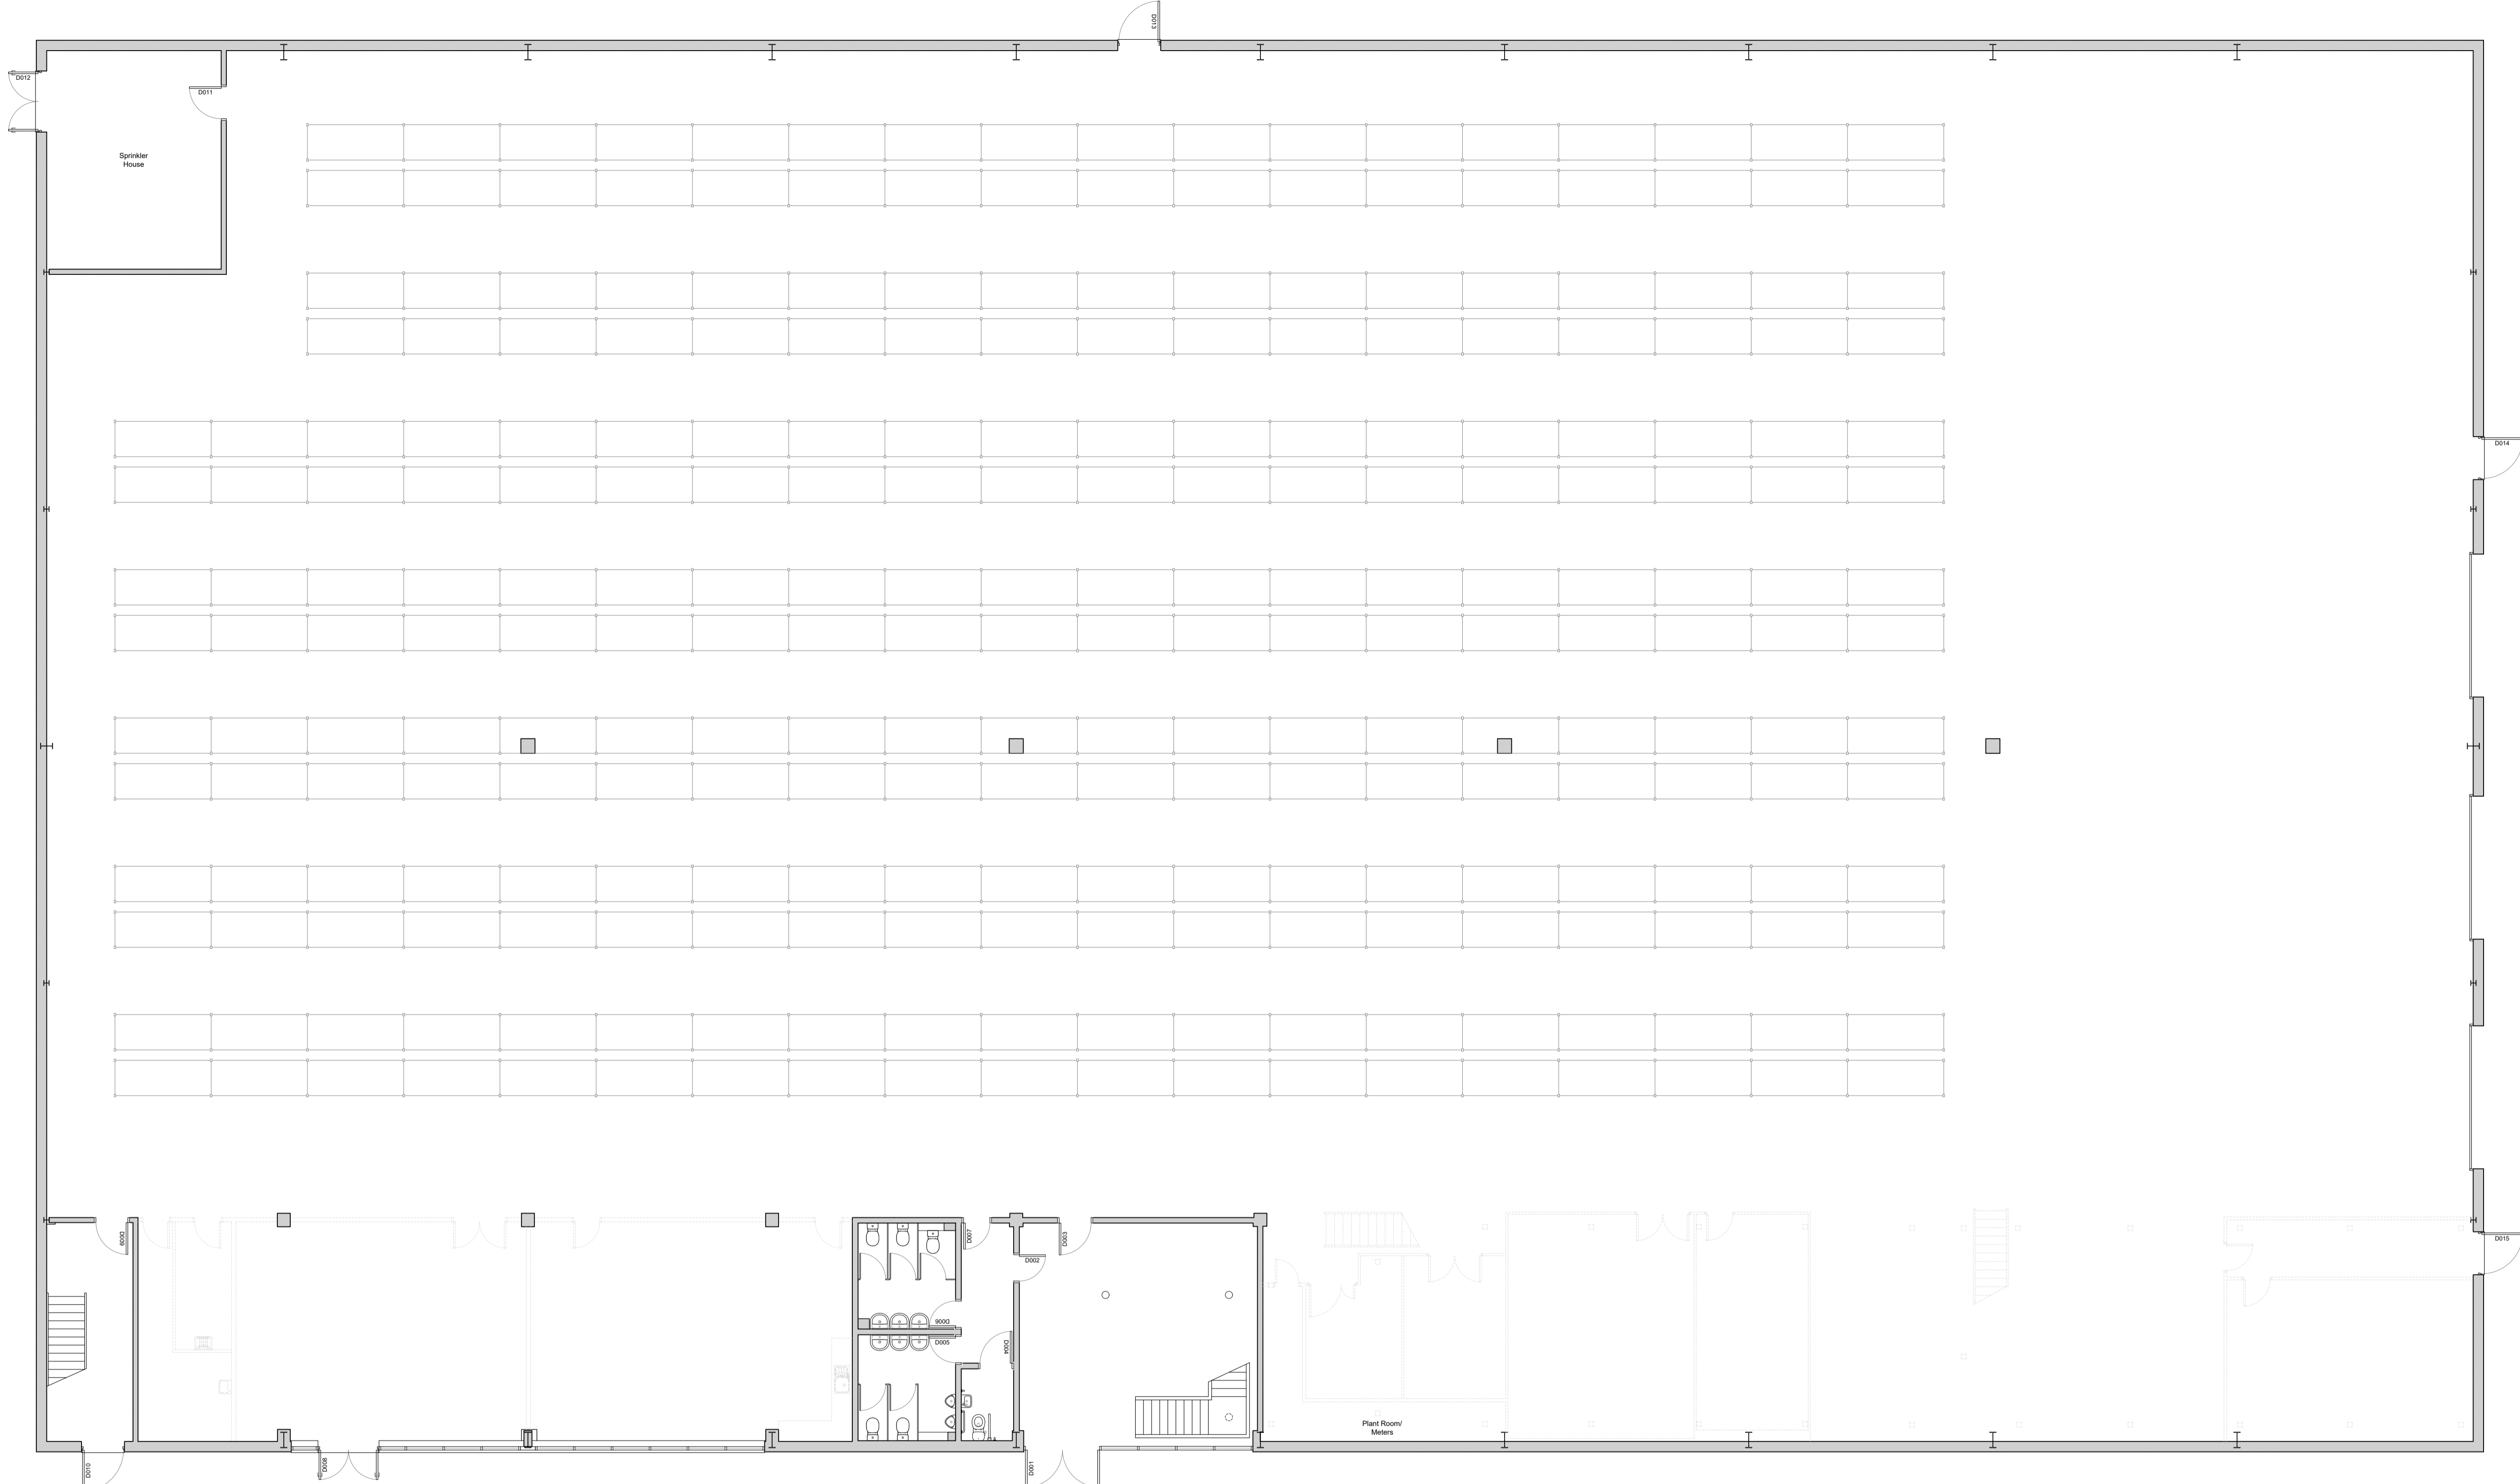 D013
D012
D011
Sprinkler
House
D014
D009
D007
D003
D002
D015
D006
D005
D004
Plant Room/
Meters
D010
D008
D001